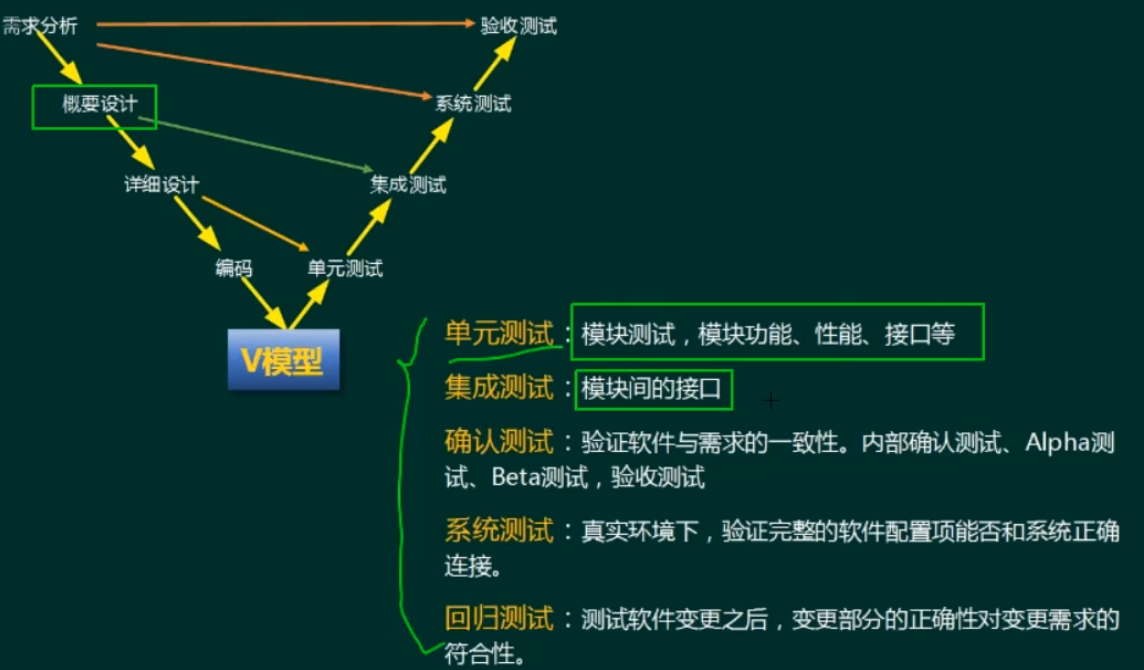 需求分析
验收测试
概要设计
系统测试
详细设计
集成测试
编码
单元测试
V模型
单元测试：模块测试，模块功能、性能、接口等
集成测试：模块间的接口
确认测试：验证软件与需求的一致性。内部确认测试、Alpha测
试、Beta测试，验收测试
系统测试：真实环境下，验证完整的软件配置项能否和系统正确
连接。
回归测试：测试软件变更之后，变更部分的正确性对变更需求的
符合性。